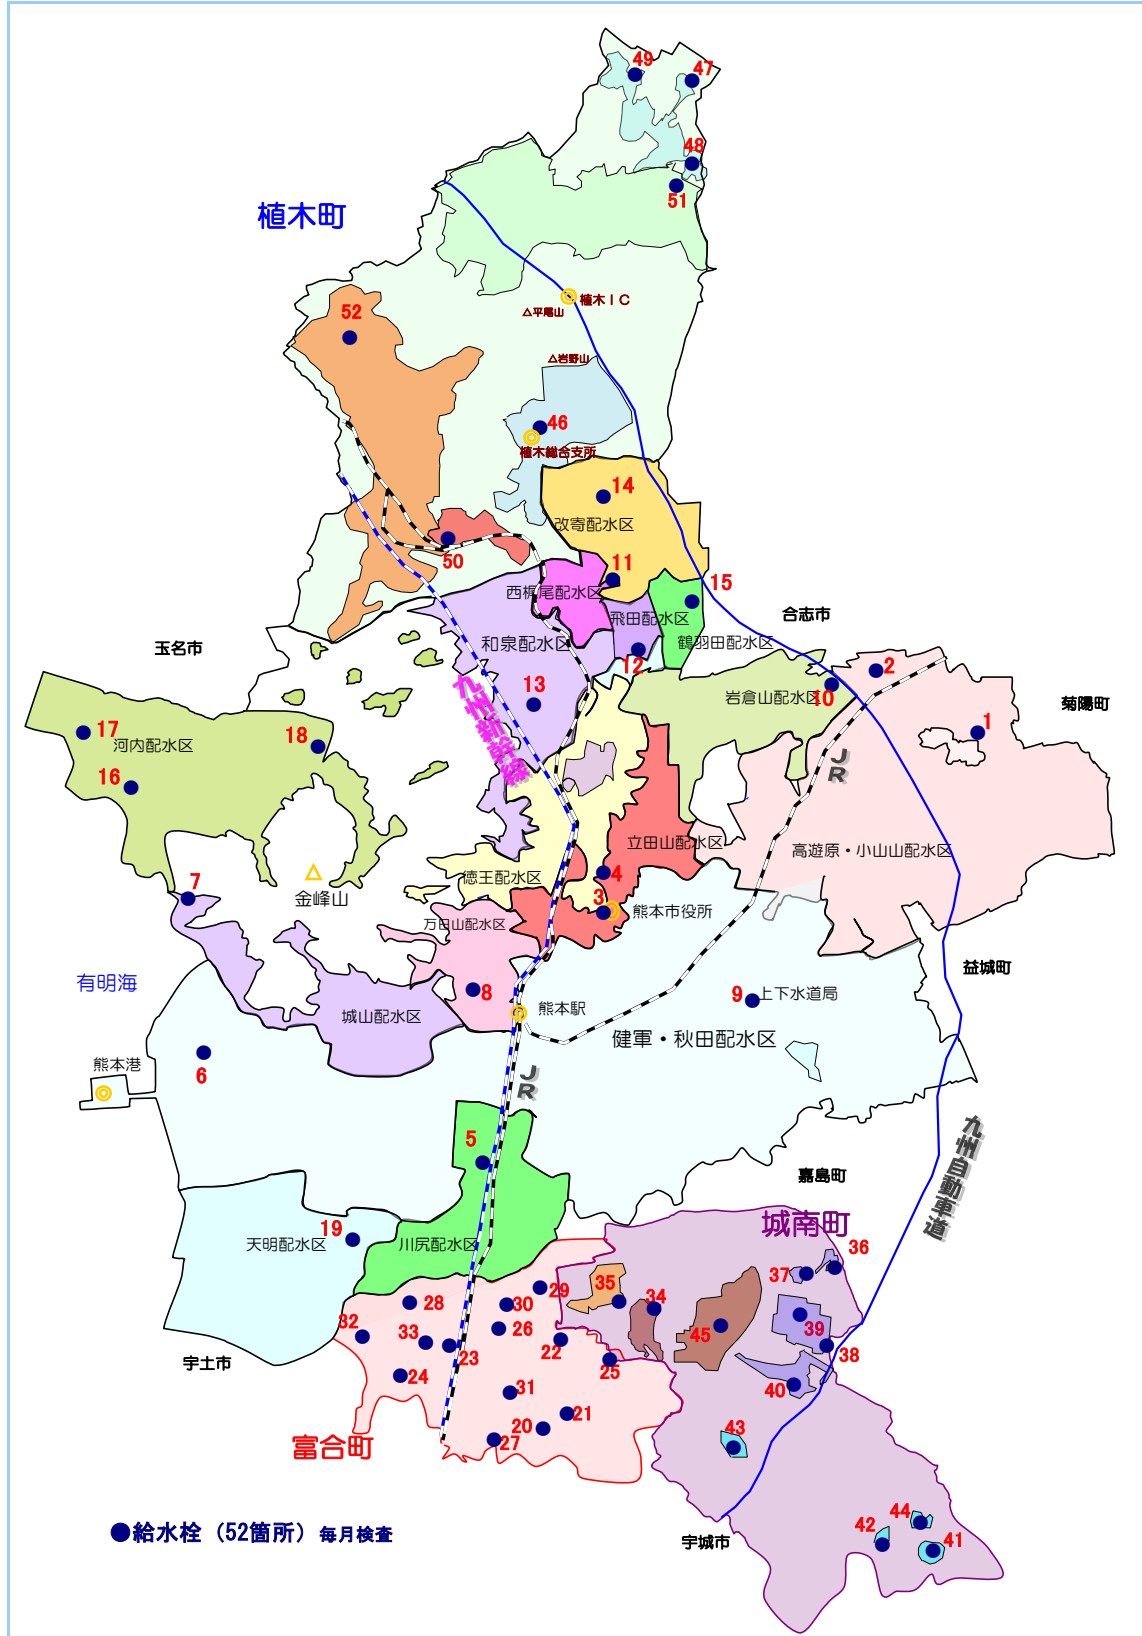 49
47
48
51
植木町
植木IC
△平尾山
52
△岩野山
46
植木総合支所
14
改寄配水区
50
11
西梶尾配水区
15
飛田配水区
合志市
鶴羽田配水区
和泉配水区
玉名市
12
2
13
岩倉山配水区
10
菊陽町
九州新幹線
17
河内配水区
18
1
16
JR
立田山配水区
高遊原・小山山配水区
徳王配水区
4
7
金峰山
3
熊本市役所
万日山配水区
益城町
有明海
8
9
上下水道局
熊本駅
城山配水区
健軍・秋田配水区
熊本港
6
JR
5
九州自動車道
嘉島町
城南町
19
天明配水区
川尻配水区
36
37
35
29
28
30
34
32
33
26
45
39
22
23
38
宇土市
25
24
31
40
21
20
富合町
27
43
44
42
41
●給水栓（52箇所）毎月検査
宇城市